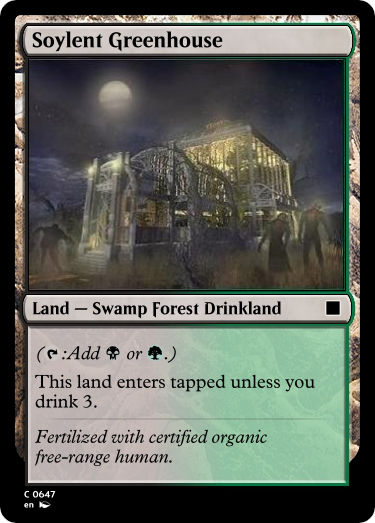 Soylent Greenhouse
Land — Swamp Forest Drinkland
( :Add or .)
This land enters tapped unless you
drink 3.
Fertilized with certified organic
free-range human.
C 0647
en